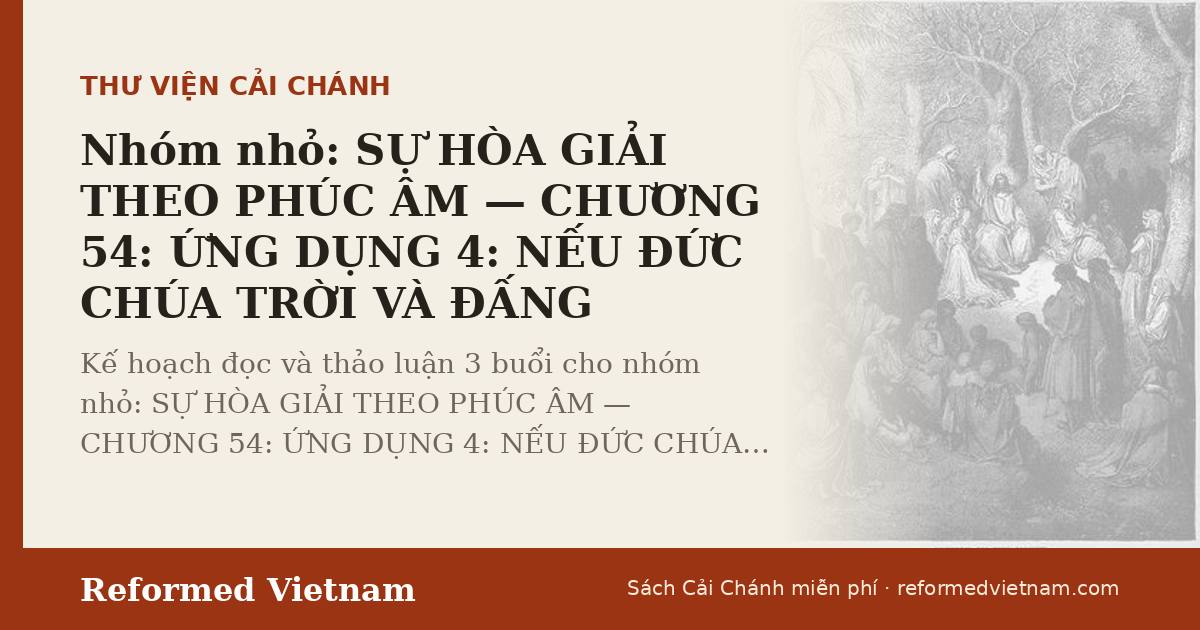 THƯ VIỆN CẢI CHÁNH
Nhóm nhỏ: SỰ HÒA GIẢI
THEO PHÚC ÂM — CHƯƠNG
54: ỨNG DỤNG 4: NẾU ĐỨC
CHÚA TRỜI VÀ ĐẤNG
Kế hoạch đọc và thảo luận 3 buổi cho nhóm
nhỏ: SỰ HÒA GIẢI THEO PHÚC ÂM —
CHƯƠNG 54: ỨNG DỤNG 4: NẾU ĐỨC CHÚA...
Reformed Vietnam
Sách Cải Chánh miễn phí · reformedvietnam.com